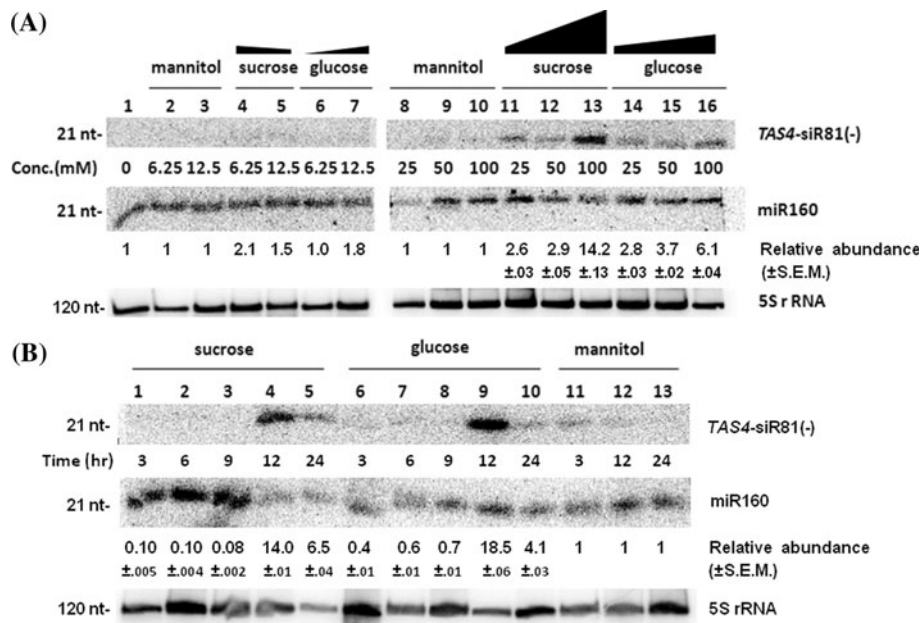 (A)
mannitol sucrose glucose mannitol sucrose glucose
1 2 3 4 5 6 7 8 9 10 11 12 13 14 15 16
21 nt- TAS4-siR81(-)
Conc.(mM) 0 6.25 12.5 6.25 12.5 6.25 12.5 25 50 100 25 50 100 25 50 100
21 nt- miR160
1 1 1 2.1 1.5 1.0 1.8 1 1 1 2.6 2.9 14.2 2.8 3.7 6.1 Relative abundance
±.03 ±.05 ±.13 ±.03 ±.02 ±.04 (±S.E.M.)
120 nt- 5S r RNA
(B)
sucrose glucose mannitol
1 2 3 4 5 6 7 8 9 10 11 12 13
21 nt- TAS4-siR81(-)
Time (hr) 3 6 9 12 24 3 6 9 12 24 3 12 24
21 nt- miR160
0.10 0.10 0.08 14.0 6.5 0.4 0.6 0.7 18.5 4.1 1 1 1 Relative abundance
±.005 ±.004 ±.002 ±.01 ±.04 ±.01 ±.01 ±.01 ±.06 ±.03 (±S.E.M.)
120 nt- 5S rRNA